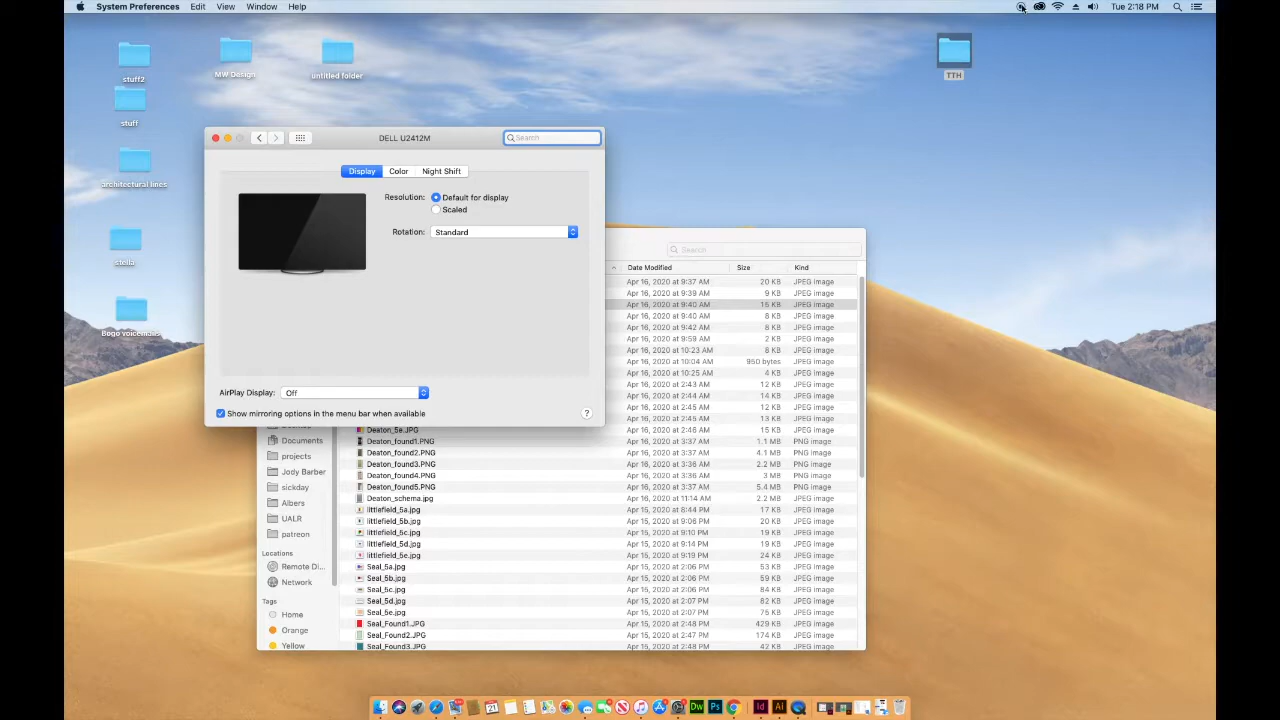 System Preferences Edit View Window Help Tue 2:18 PM
stuff2
MW Design
untitled folder
TTH
stuff
architectural lines
stella
Bogo voicemails
DELL U2412M
Search
Display Color Night Shift
Resolution: Default for display
Scaled
Rotation: Standard
AirPlay Display: Off
Show mirroring options in the menu bar when available
?
Search
Date Modified Size Kind
Apr 16, 2020 at 9:37 AM 20 KB JPEG image
Apr 16, 2020 at 9:39 AM 9 KB JPEG image
Apr 16, 2020 at 9:40 AM 15 KB JPEG image
Apr 16, 2020 at 9:40 AM 8 KB JPEG image
Apr 16, 2020 at 9:42 AM 8 KB JPEG image
Apr 16, 2020 at 9:59 AM 2 KB JPEG image
Apr 16, 2020 at 10:23 AM 8 KB JPEG image
Apr 16, 2020 at 10:04 AM 950 bytes JPEG image
Apr 16, 2020 at 10:25 AM 4 KB JPEG image
Apr 16, 2020 at 2:43 AM 12 KB JPEG image
Apr 16, 2020 at 2:44 AM 14 KB JPEG image
Apr 16, 2020 at 2:45 AM 12 KB JPEG image
Apr 16, 2020 at 2:45 AM 13 KB JPEG image
Deaton_5e.JPG Apr 16, 2020 at 2:46 AM 15 KB JPEG image
Deaton_found1.PNG Apr 16, 2020 at 3:37 AM 1.1 MB PNG image
Deaton_found2.PNG Apr 16, 2020 at 3:37 AM 4.1 MB PNG image
Deaton_found3.PNG Apr 16, 2020 at 3:37 AM 2.2 MB PNG image
Deaton_found4.PNG Apr 16, 2020 at 3:36 AM 3 MB PNG image
Deaton_found5.PNG Apr 16, 2020 at 3:37 AM 5.4 MB PNG image
Deaton_schema.jpg Apr 16, 2020 at 11:14 AM 2.2 MB JPEG image
littlefield_5a.jpg Apr 15, 2020 at 8:44 PM 17 KB JPEG image
littlefield_5b.jpg Apr 15, 2020 at 9:06 PM 20 KB JPEG image
littlefield_5c.jpg Apr 15, 2020 at 9:10 PM 19 KB JPEG image
littlefield_5d.jpg Apr 15, 2020 at 9:14 PM 19 KB JPEG image
littlefield_5e.jpg Apr 15, 2020 at 9:19 PM 24 KB JPEG image
Seal_5a.jpg Apr 15, 2020 at 2:06 PM 53 KB JPEG image
Seal_5b.jpg Apr 15, 2020 at 2:06 PM 59 KB JPEG image
Seal_5c.jpg Apr 15, 2020 at 2:06 PM 84 KB JPEG image
Seal_5d.jpg Apr 15, 2020 at 2:07 PM 82 KB JPEG image
Seal_5e.jpg Apr 15, 2020 at 2:07 PM 75 KB JPEG image
Seal_Found1.JPG Apr 15, 2020 at 2:48 PM 429 KB JPEG image
Seal_Found2.JPG Apr 15, 2020 at 2:47 PM 174 KB JPEG image
Seal_Found3.JPG Apr 15, 2020 at 2:48 PM 42 KB JPEG image
Documents
projects
Jody Barber
sickday
Albers
UALR
patreon
Locations
Remote Di...
Network
Tags
Home
Orange
Yellow
Dw Ps Id Ai